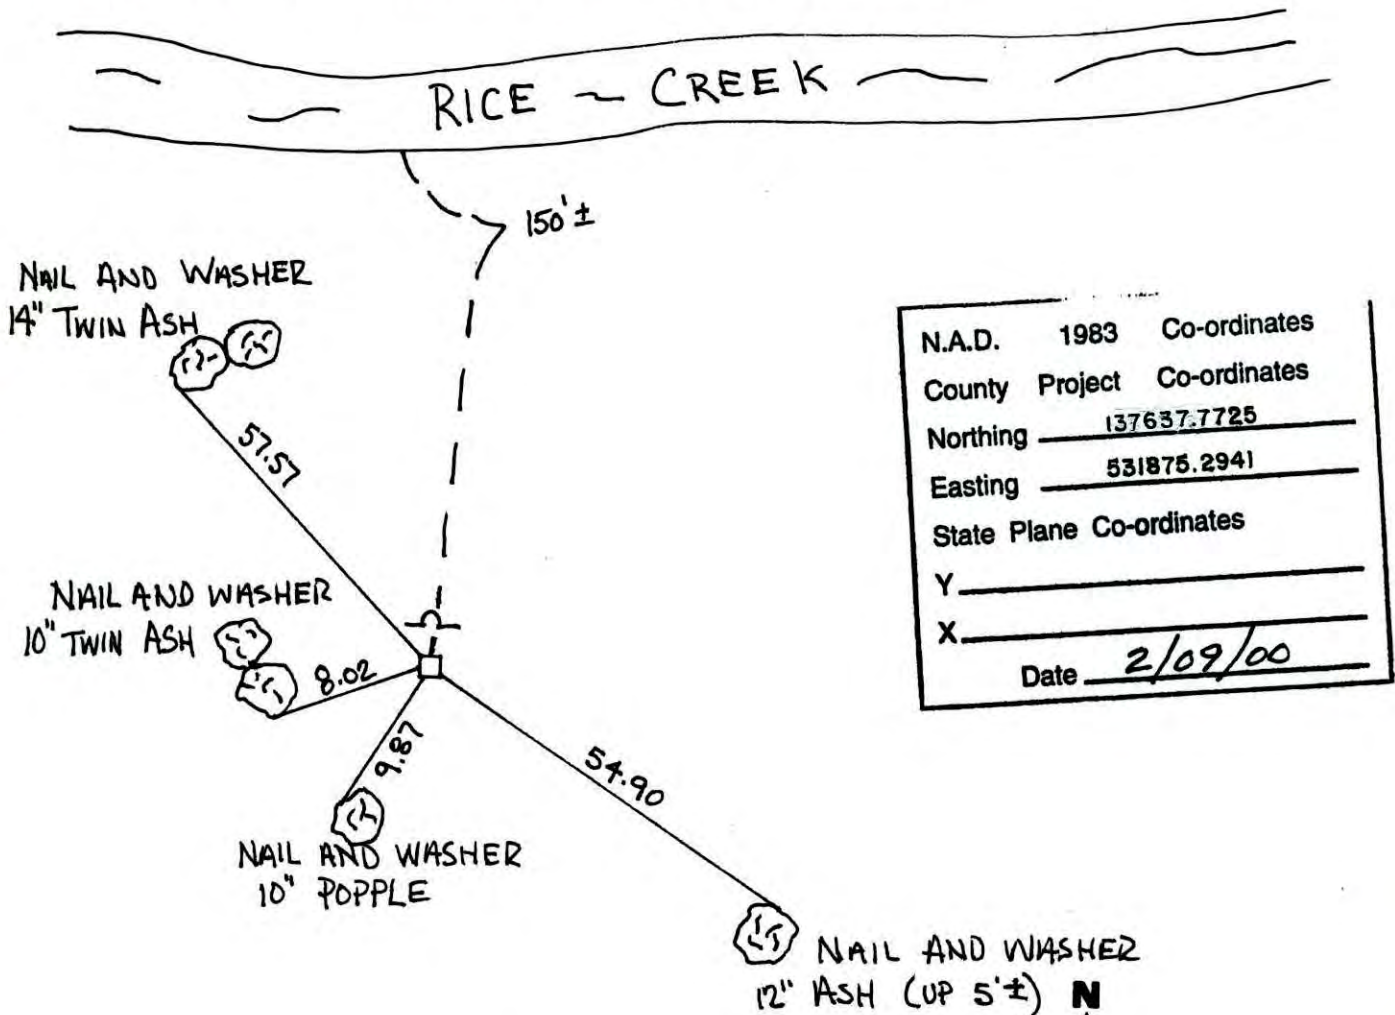 RICE ~ CREEK
150'±
NAIL AND WASHER
14" TWIN ASH
57.57
NAIL AND WASHER
10" TWIN ASH
8.02
9.87
54.90
NAIL AND WASHER
10" POPPLE
NAIL AND WASHER
12" ASH (UP 5'±)
N
N.A.D. 1983 Co-ordinates
County Project Co-ordinates
Northing 137637.7725
Easting 531875.2941
State Plane Co-ordinates
Y
X
Date 2/09/00